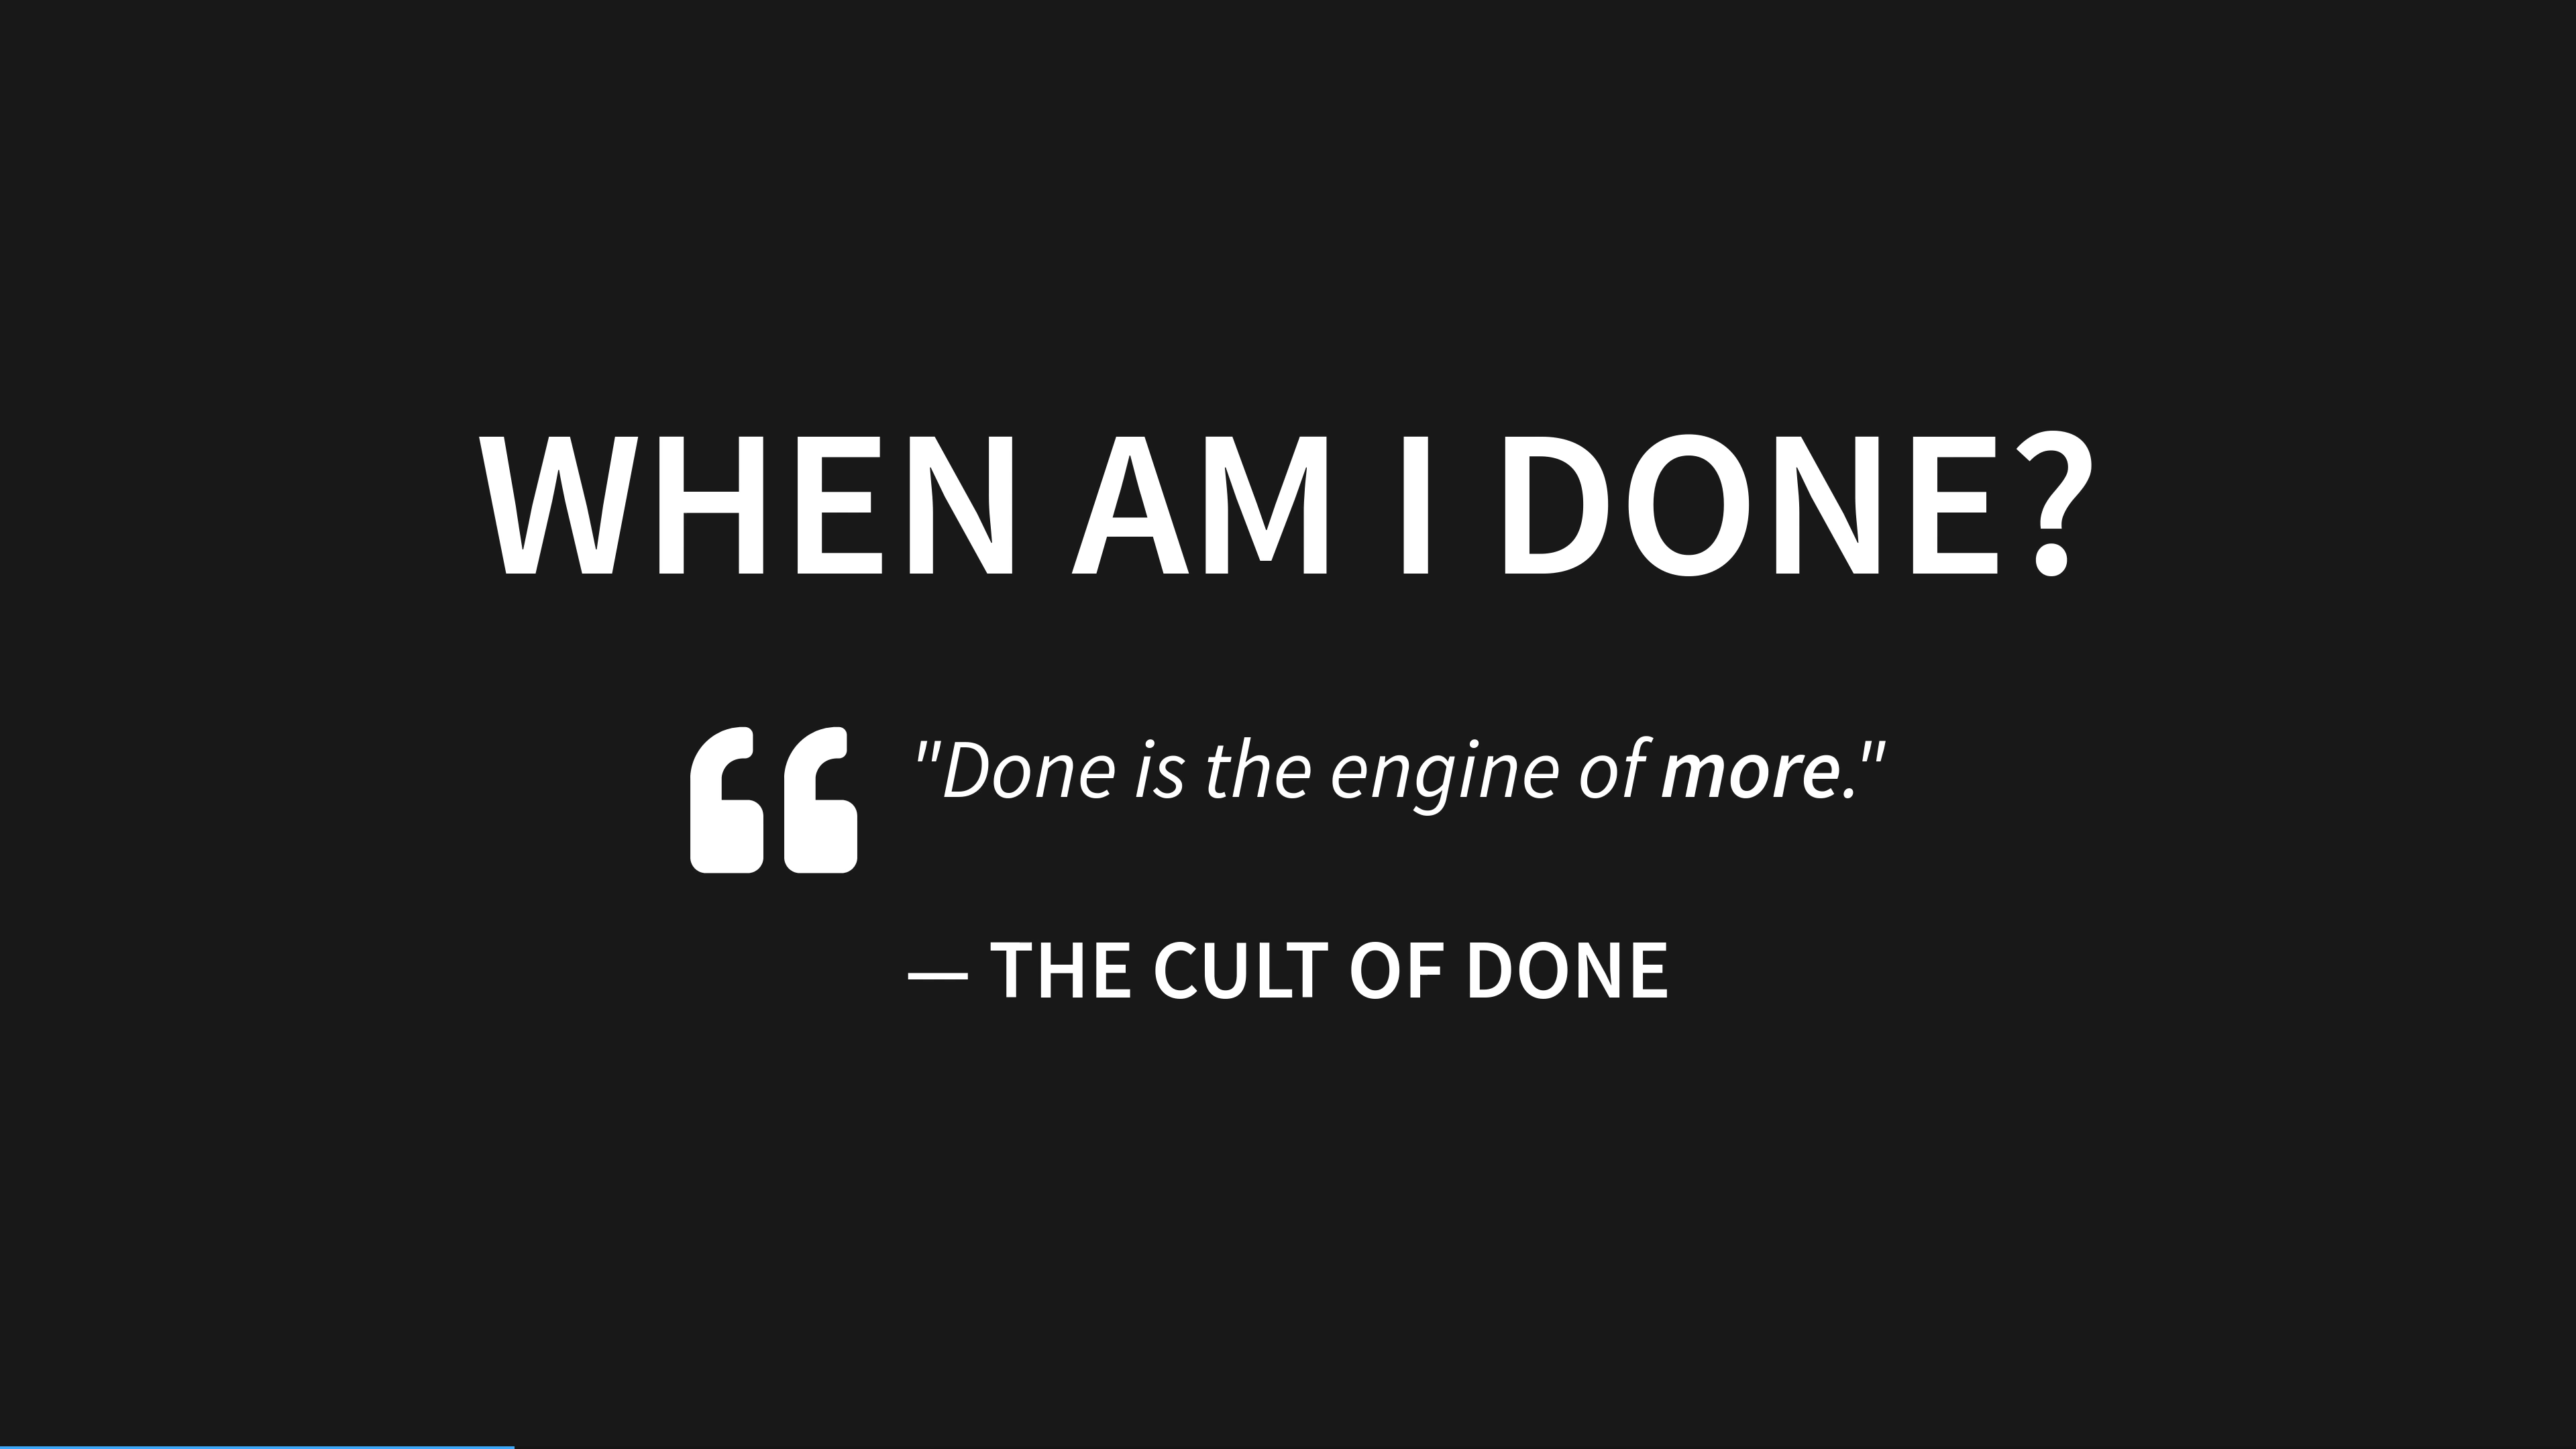 WHEN AM I DONE?
"Done is the engine of more."
— THE CULT OF DONE